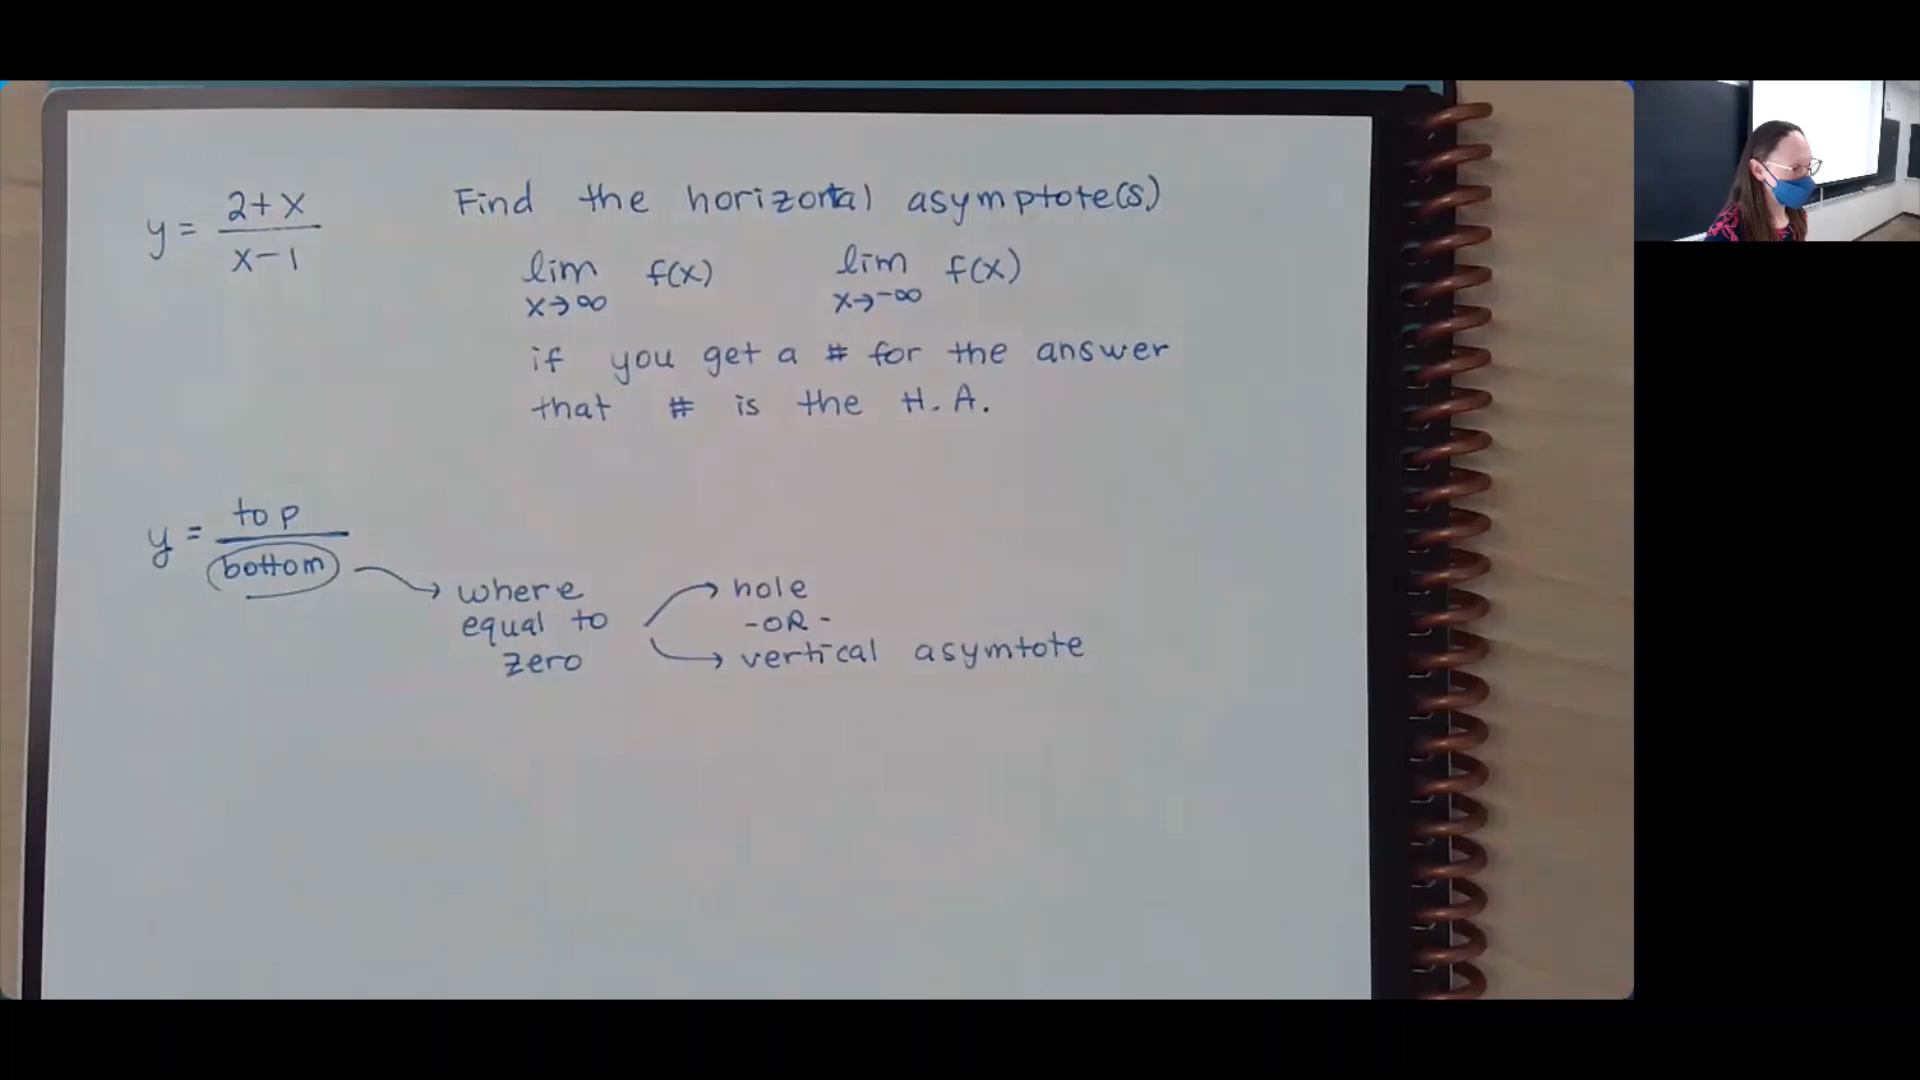 y = 2+x / x-1
Find the horizontal asymptote(s)
lim x→∞ f(x)
lim x→-∞ f(x)
if you get a # for the answer
that # is the H.A.
y = top / bottom
where
equal to
zero
hole
-OR-
vertical asymtote